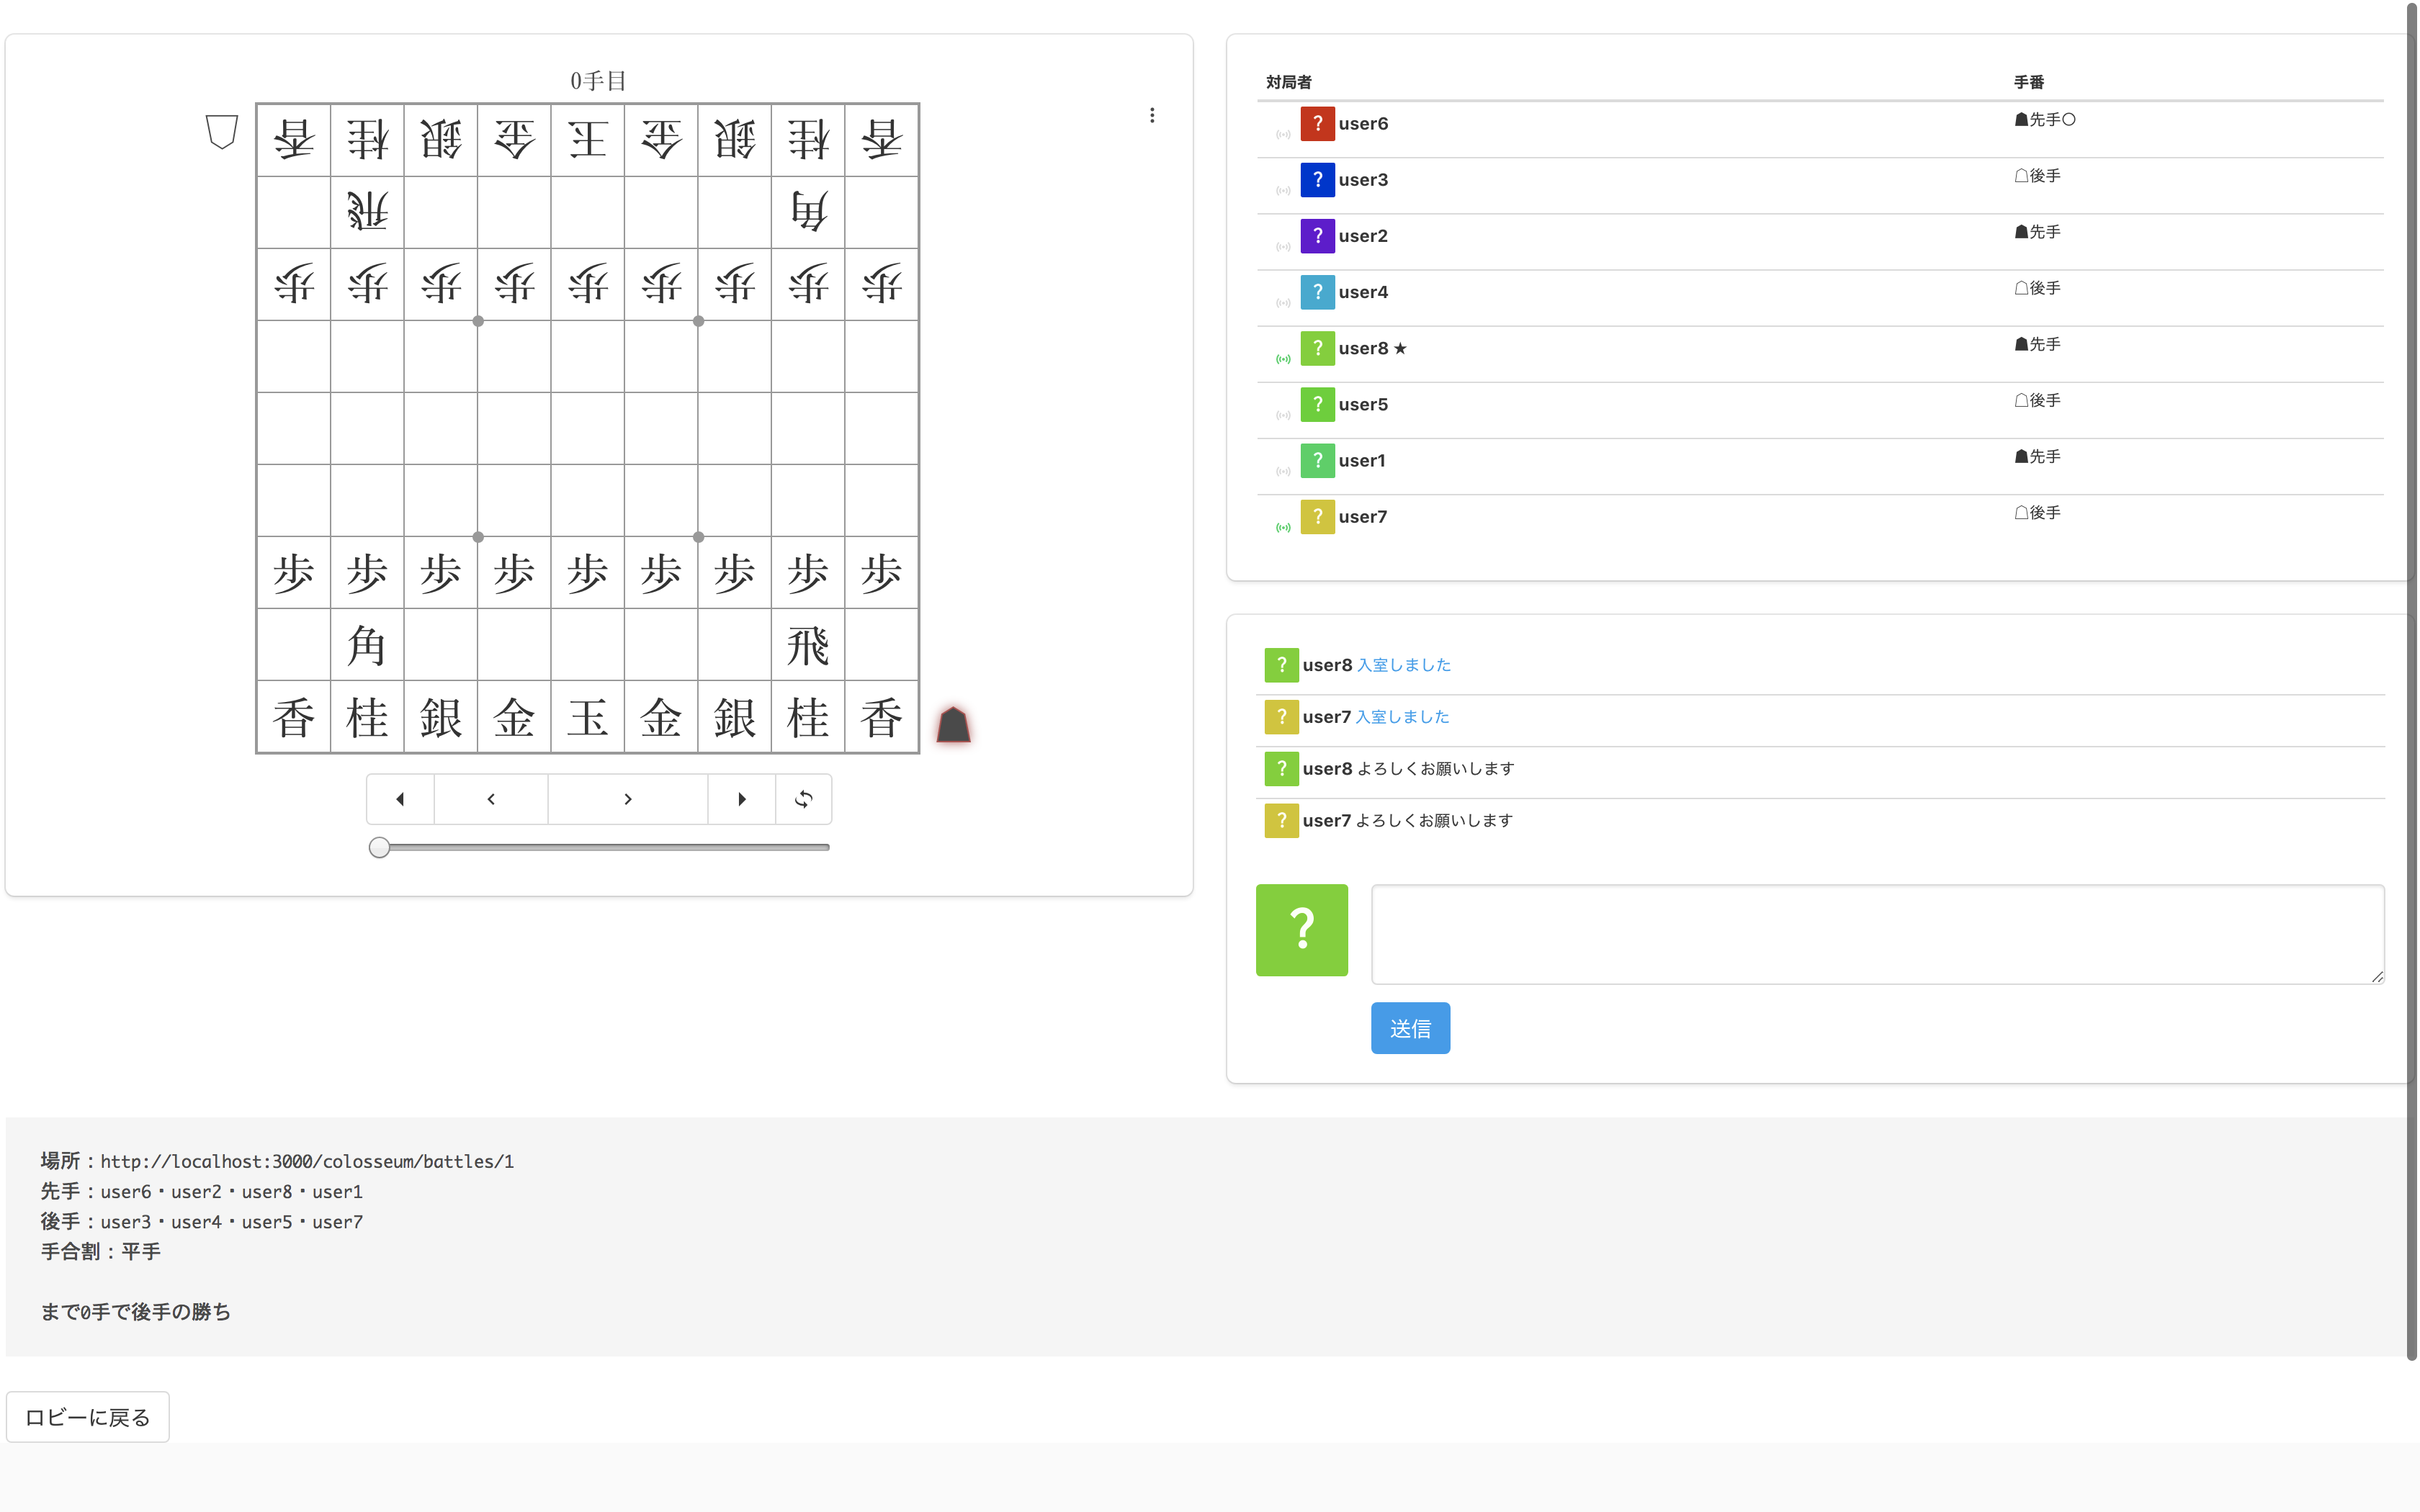 0手目
香桂銀金王金銀桂香
飛角
歩歩歩歩歩歩歩歩歩
歩歩歩歩歩歩歩歩歩
角飛
香桂銀金玉金銀桂香
対局者 手番
? user6 ☗先手○
? user3 ☖後手
? user2 ☗先手
? user4 ☖後手
? user8 ★ ☗先手
? user5 ☖後手
? user1 ☗先手
? user7 ☖後手
? user8 入室しました
? user7 入室しました
? user8 よろしくお願いします
? user7 よろしくお願いします
?
送信
場所：http://localhost:3000/colosseum/battles/1
先手：user6・user2・user8・user1
後手：user3・user4・user5・user7
手合割：平手
まで0手で後手の勝ち
ロビーに戻る